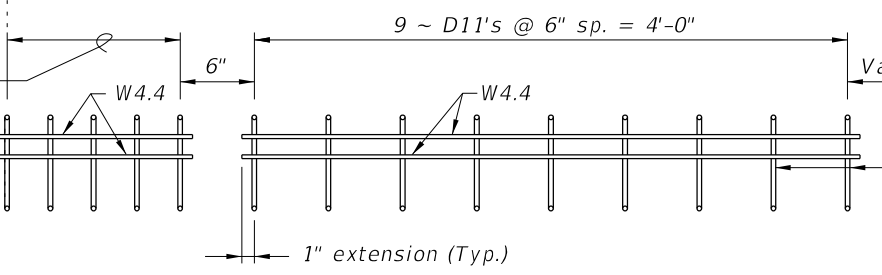 9 ~ D11's @ 6" sp. = 4'-0"
6"
W4.4
W4.4
1" extension (Typ.)